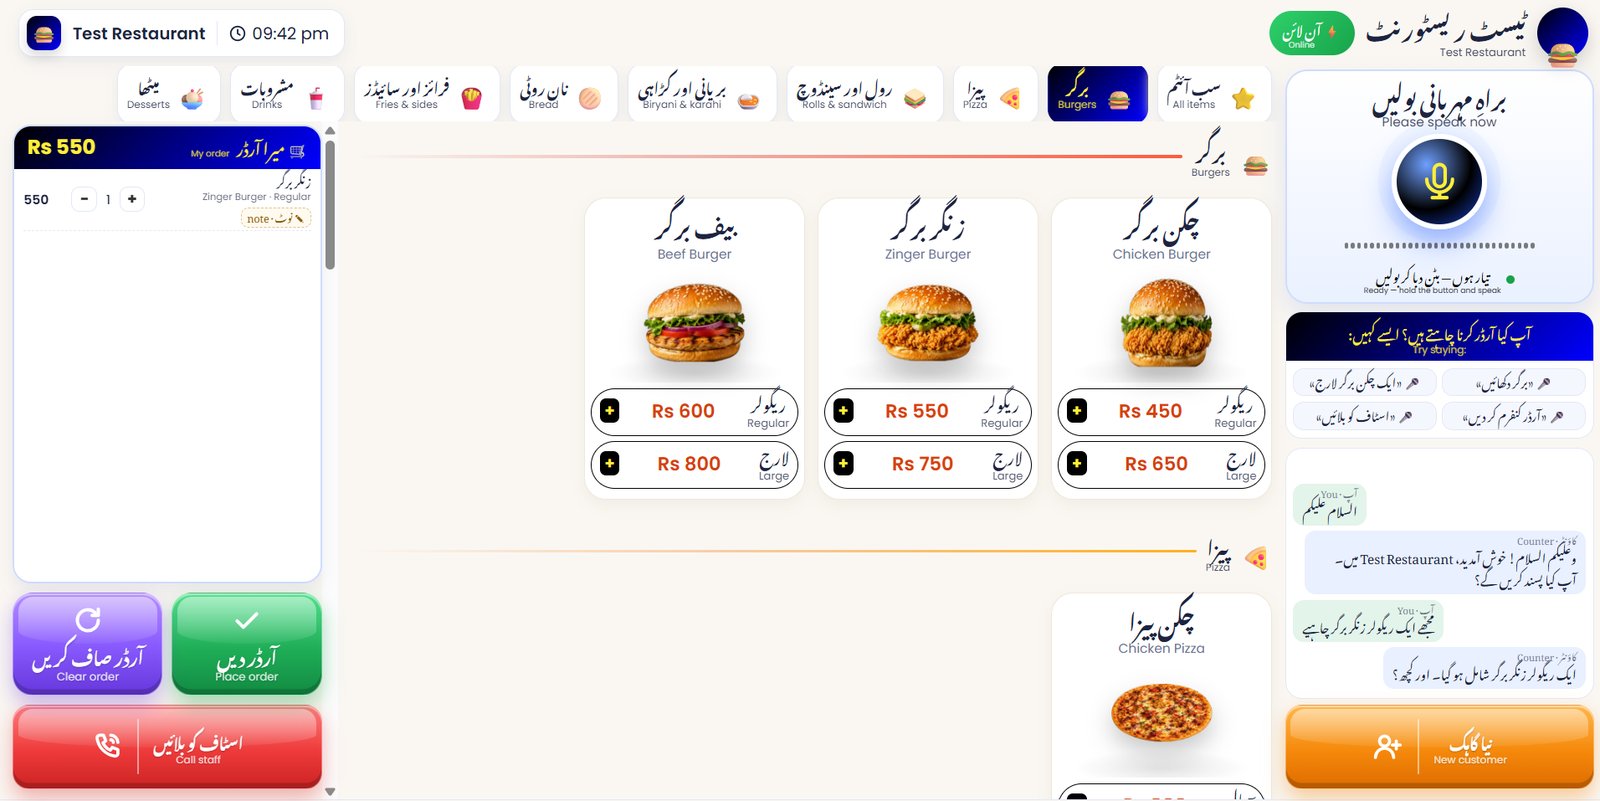 ٹیسٹ ریسٹورنٹ
Test Restaurant
آن لائن
Online
Test Restaurant
09:42 pm
سب آئٹم
All items
برگر
Burgers
پیزا
Pizza
رول اور سینڈوچ
Rolls & sandwich
بریانی اور کڑاہی
Biryani & karahi
نان روٹی
Bread
فرائز اور سائیڈز
Fries & sides
مشروبات
Drinks
میٹھا
Desserts
براہِ مہربانی بولیں
Please speak now
تیار ہوں – بٹن دبا کر بولیں
Ready – hold the button and speak
آپ کیا آرڈر کرنا چاہتے ہیں؟ ایسے کہیں:
Try saying:
«برگر دکھائیں»
«ایک چکن برگر لارج»
«آرڈر کنفرم کر دیں»
«اسٹاف کو بلائیں»
آپ · You
السلام علیکم
کاؤنٹر · Counter
وعلیکم السلام! خوش آمدید، Test Restaurant میں۔
آپ کیا پسند کریں گے؟
آپ · You
مجھے ایک ریگولر زنگر برگر چاہیے
کاؤنٹر · Counter
ایک ریگولر زنگر برگر شامل ہو گیا۔ اور کچھ؟
نیا گاہک
New customer
برگر
Burgers
چکن برگر
Chicken Burger
ریگولر
Regular
Rs 450
+
لارج
Large
Rs 650
+
زنگر برگر
Zinger Burger
ریگولر
Regular
Rs 550
+
لارج
Large
Rs 750
+
بیف برگر
Beef Burger
ریگولر
Regular
Rs 600
+
لارج
Large
Rs 800
+
پیزا
Pizza
چکن پیزا
Chicken Pizza
میرا آرڈر My order
Rs 550
زنگر برگر
Zinger Burger · Regular
550 - 1 +
نوٹ · note
آرڈر دیں
Place order
آرڈر صاف کریں
Clear order
اسٹاف کو بلائیں
Call staff